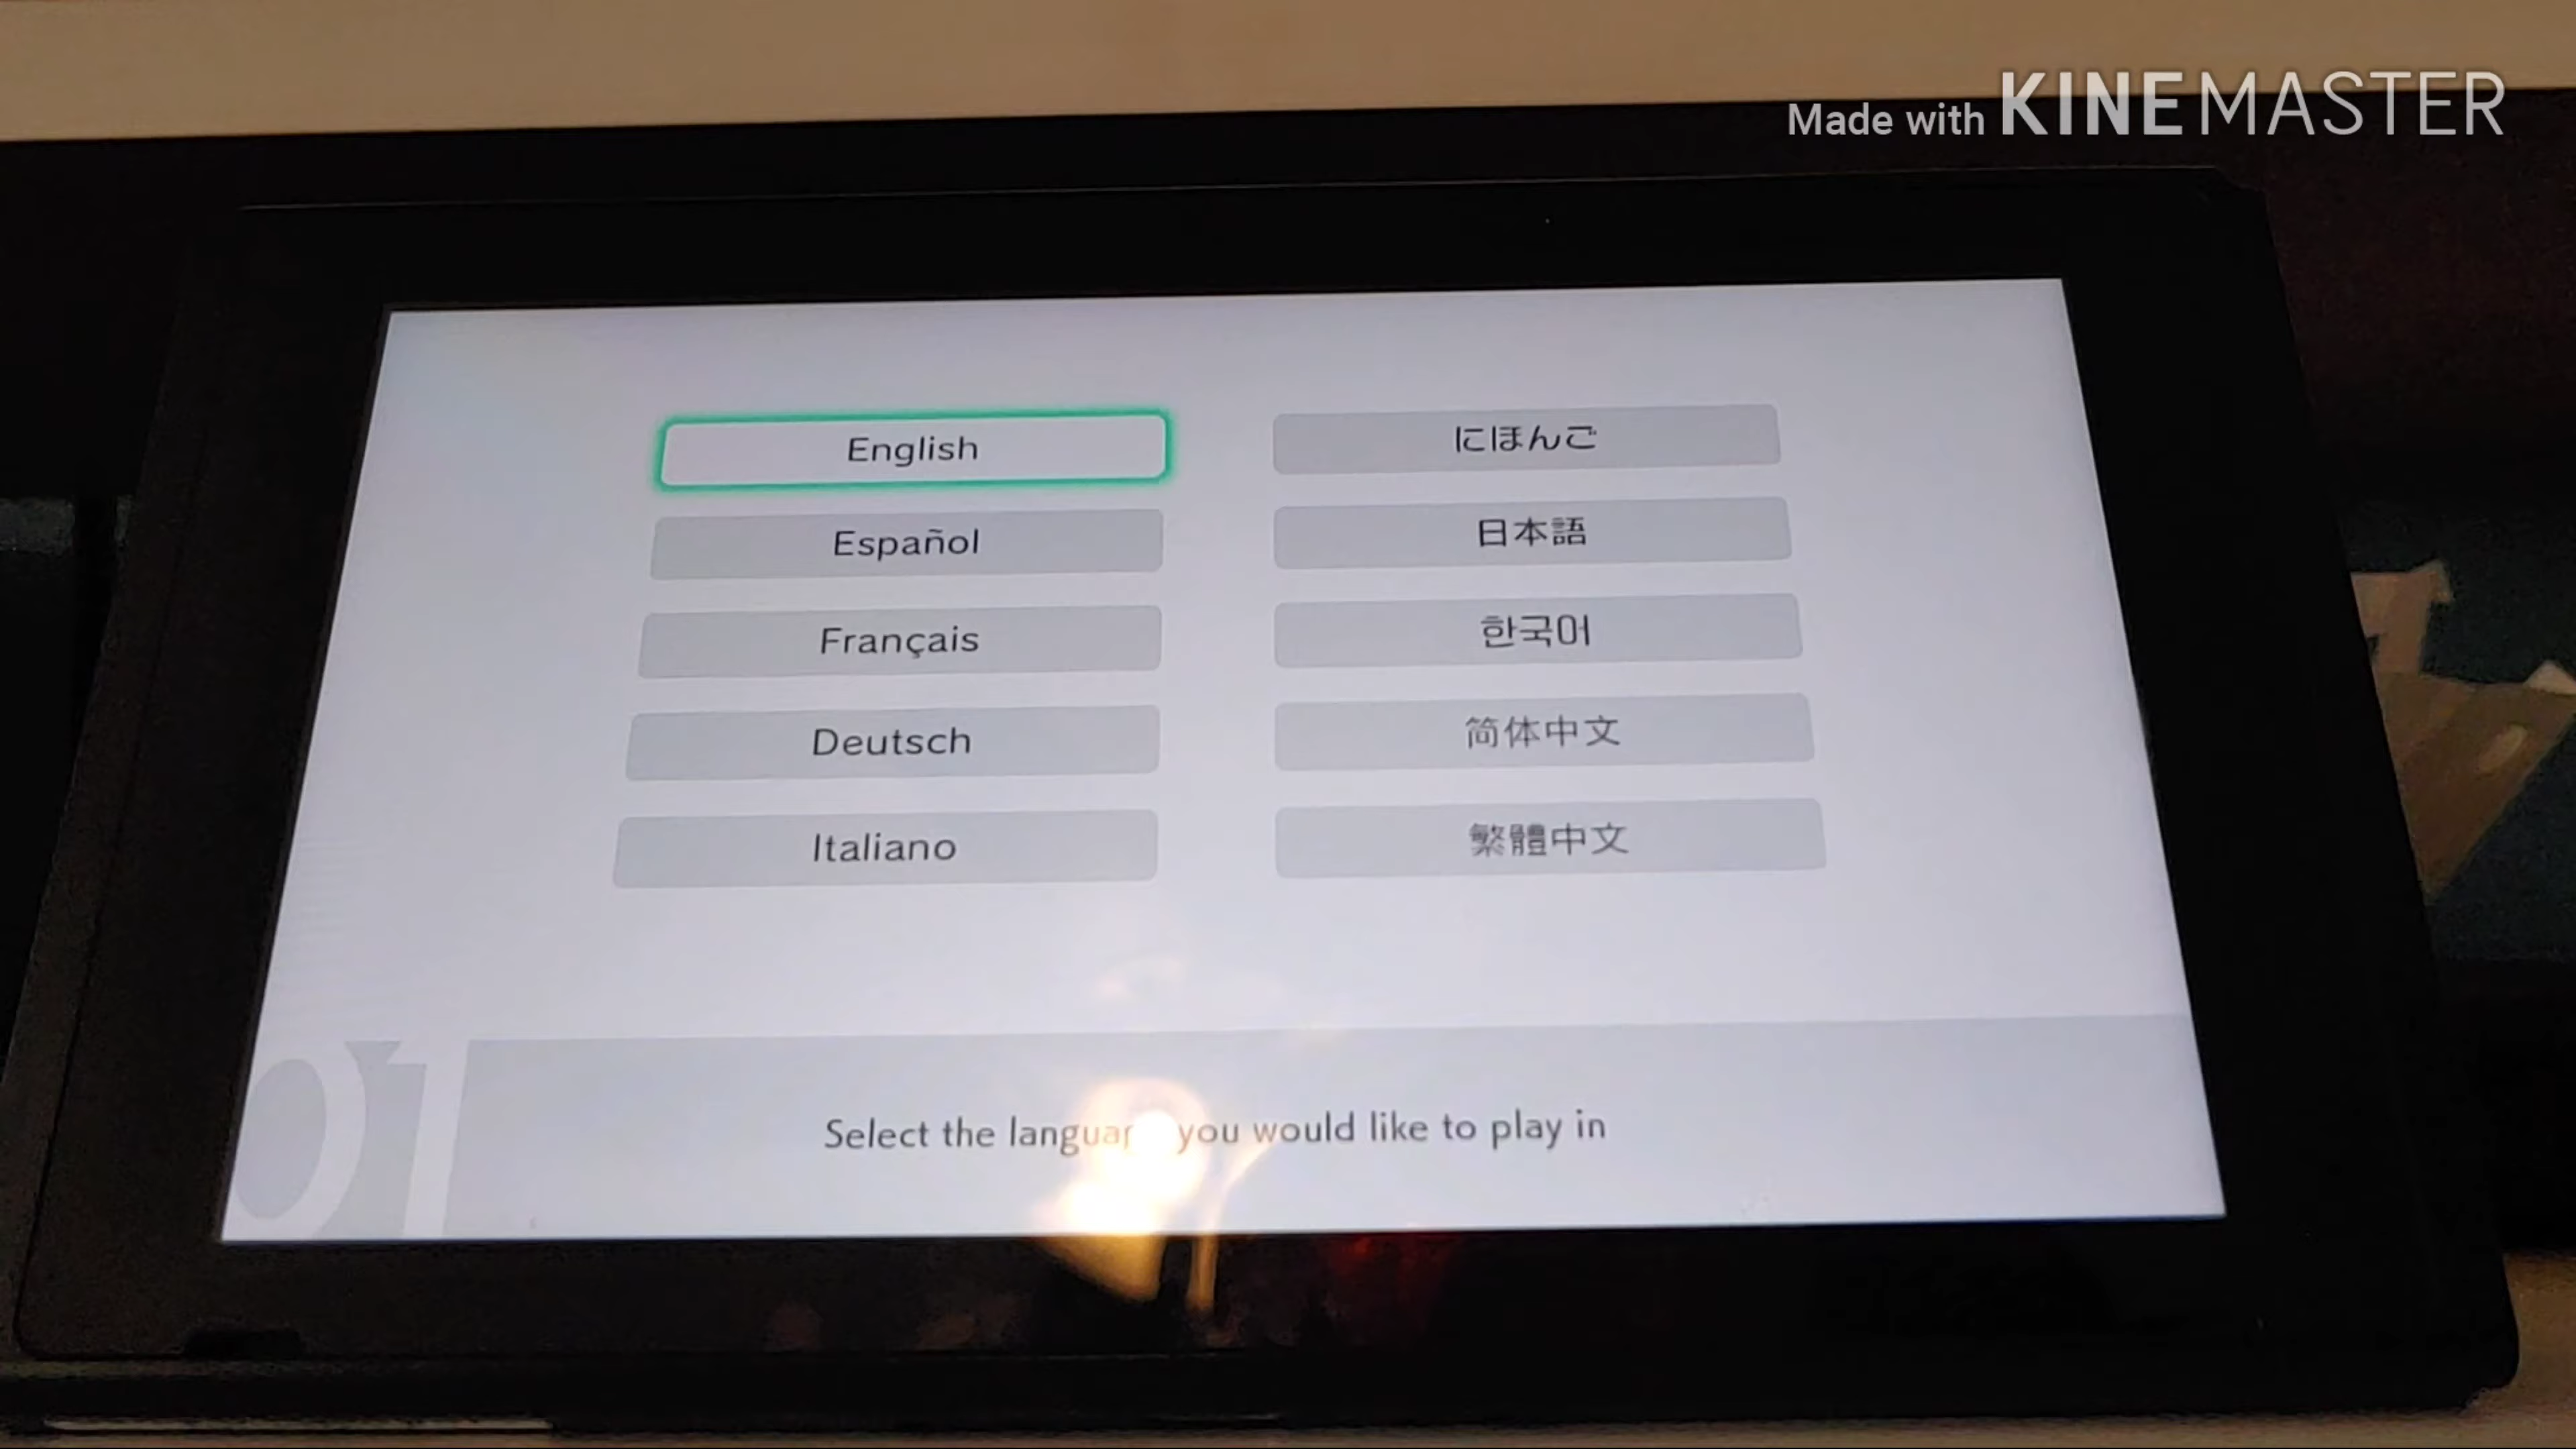 Made with KINEMASTER
English
Español
Français
Deutsch
Italiano
にほんご
日本語
한국어
简体中文
繁體中文
01
Select the you would like to play in